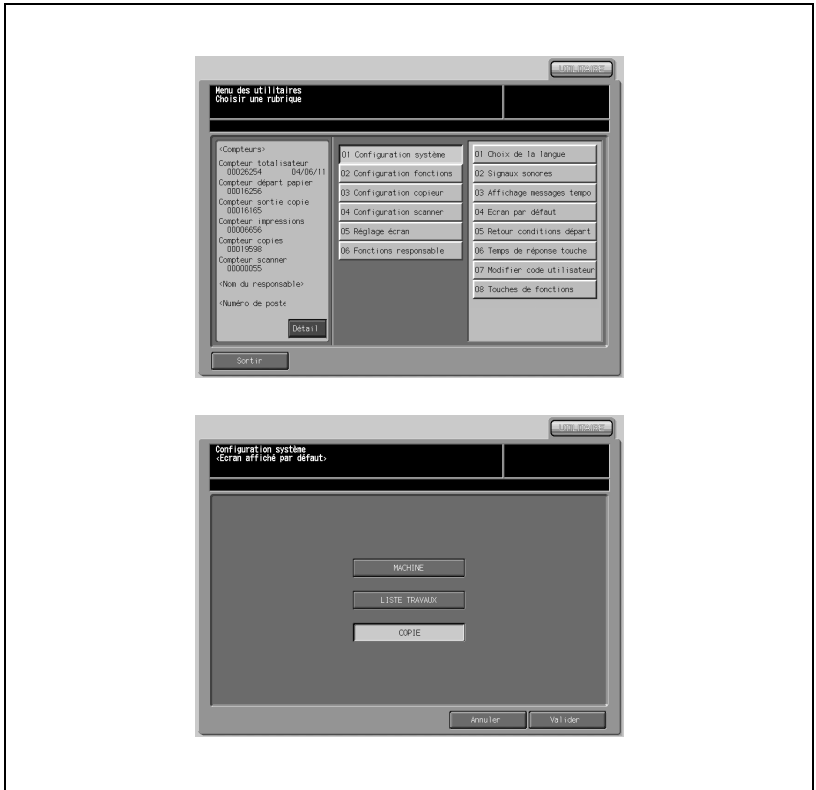 UTILITAIRE
Menu des utilitaires
Choisir une rubrique
<Compteurs>
Compteur totalisateur
00026254 04/06/11
Compteur départ papier
00016256
Compteur sortie copie
00016165
Compteur impressions
00006656
Compteur copies
00019598
Compteur scanner
00000055
<Nom du responsable>
<Numéro de poste
Détail
01 Configuration système
02 Configuration fonctions
03 Configuration copieur
04 Configuration scanner
05 Réglage écran
06 Fonctions responsable
01 Choix de la langue
02 Signaux sonores
03 Affichage messages tempo
04 Ecran par défaut
05 Retour conditions départ
06 Temps de réponse touche
07 Modifier code utilisateur
08 Touches de fonctions
Sortir
UTILITAIRE
Configuration système
<Ecran affiché par défaut>
MACHINE
LISTE TRAVAUX
COPIE
Annuler
Valider